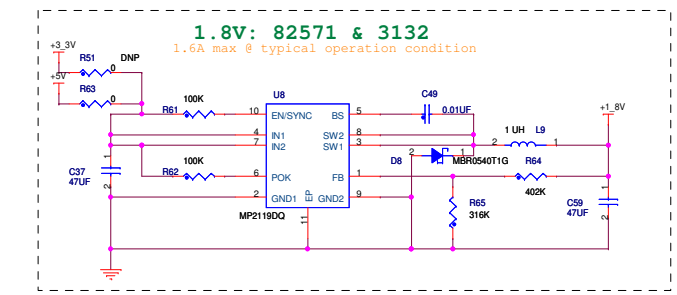 1.8V: 82571 & 3132
1.6A max @ typical operation condition
+3_3V
R51
DNP
0
+5V
R63
0
R61
100K
U8
10 EN/SYNC
BS 5
C49
0.01UF
+1_8V
4 IN1
SW2 8
7 IN2
SW1 3
2 1 UH L9 1
C37
47UF
1
2
R62
100K
2 D8 1
MBR0540T1G
6 POK
FB 1
R64
402K
2 GND1
EP
GND2 9
11
MP2119DQ
R65
316K
C59
47UF
1
2